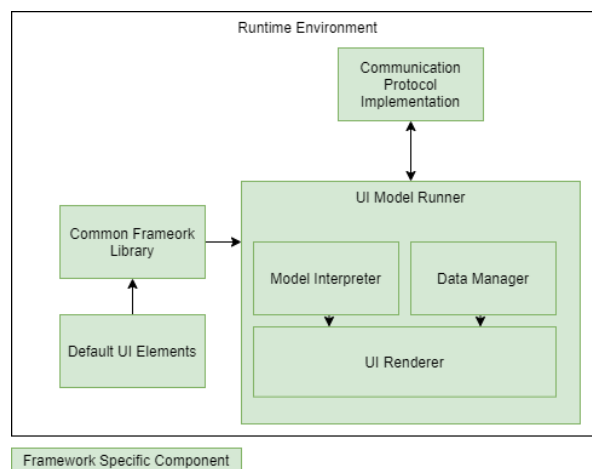 Runtime Environment
Communication
Protocol
Implementation
UI Model Runner
Common Frameork
Library
Model Interpreter
Data Manager
Default UI Elements
UI Renderer
Framework Specific Component